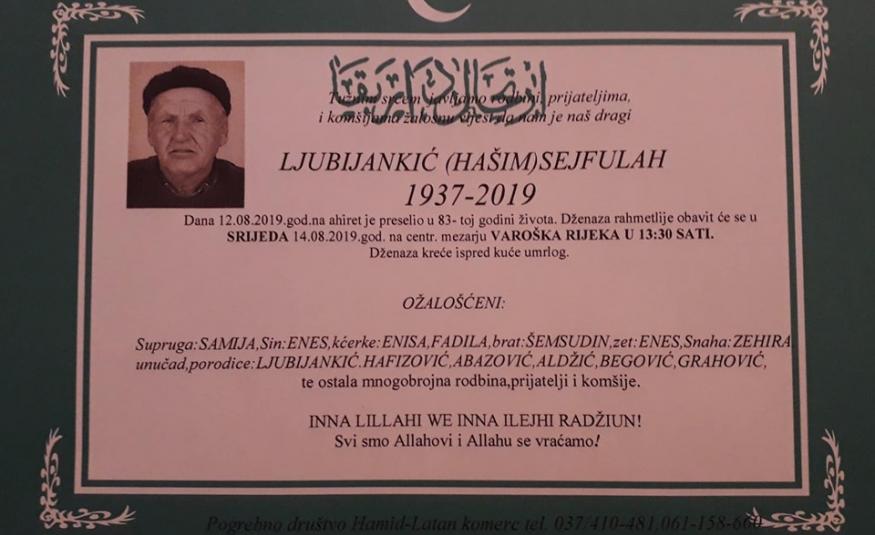 Tužnim srcem javljamo rodbini, prijateljima,
i komšijama žalosnu vijest da nam je naš dragi
LJUBIJANKIĆ (HAŠIM)SEJFULAH
1937-2019
Dana 12.08.2019.god.na ahiret je preselio u 83- toj godini života. Dženaza rahmetlije obavit će se u
SRIJEDA 14.08.2019.god. na centr. mezarju VAROŠKA RIJEKA U 13:30 SATI.
Dženaza kreće ispred kuće umrlog.
OŽALOŠĆENI:
Supruga:SAMIJA,Sin:ENES,kćerke:ENISA,FADILA,brat:ŠEMSUDIN,zet:ENES,Snaha:ZEHIRA
unučad,porodice:LJUBIJANKIĆ.HAFIZOVIĆ,ABAZOVIĆ,ALDŽIĆ,BEGOVIĆ,GRAHOVIĆ,
te ostala mnogobrojna rodbina,prijatelji i komšije.
INNA LILLAHI WE INNA ILEJHI RADŽIUN!
Svi smo Allahovi i Allahu se vraćamo!
Pogrebno društvo Hamid-Latan komerc tel. 037/410-481,061-158-660